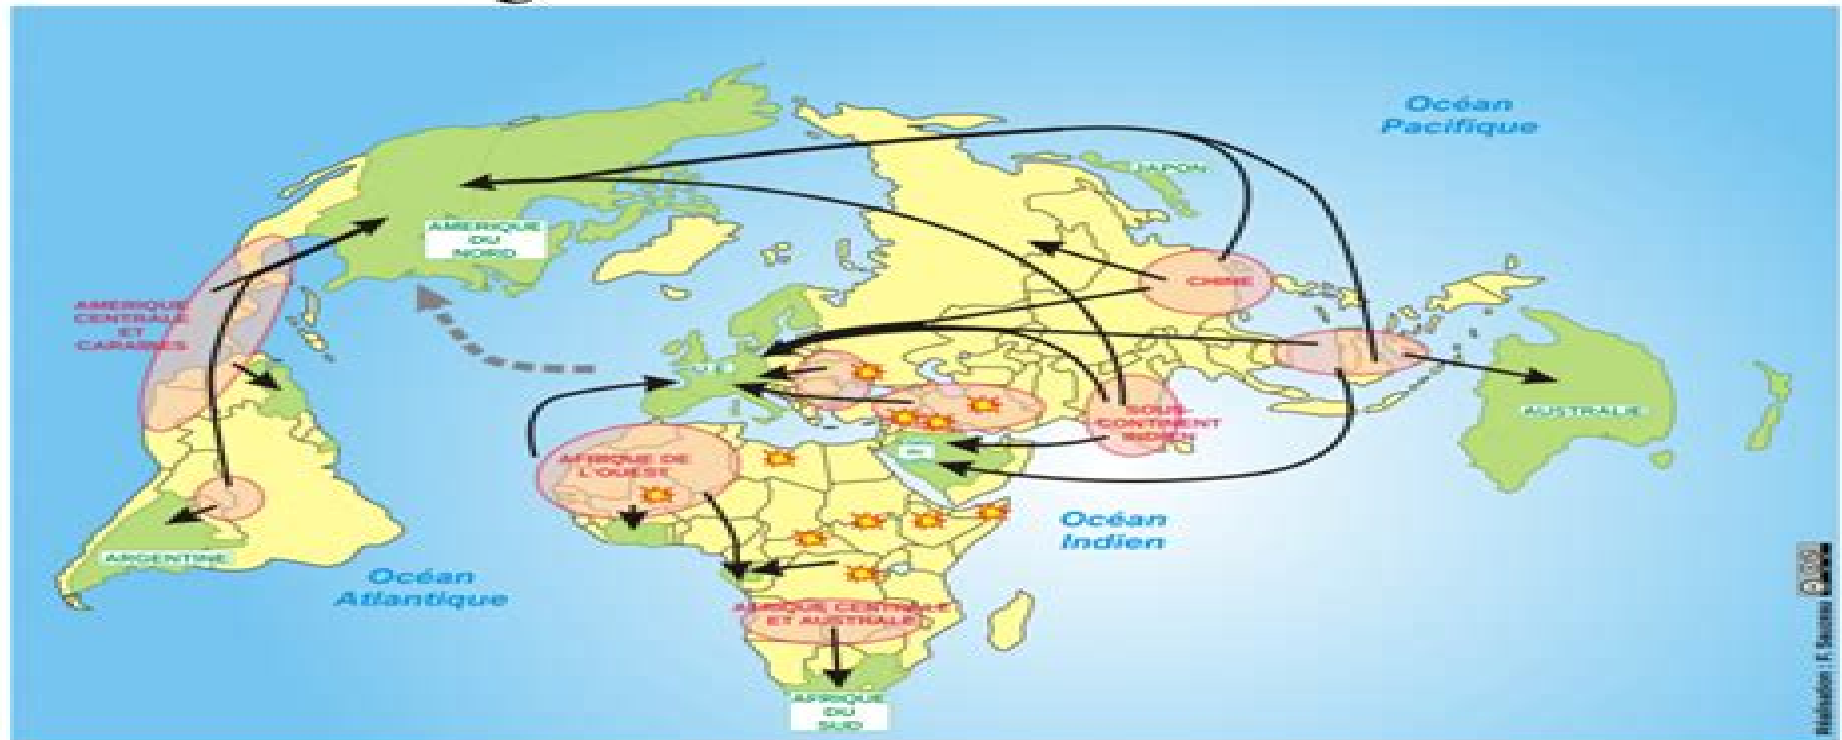 Océan
Pacifique
JAPON
AMÉRIQUE
DU
NORD
CHINE
AMÉRIQUE
CENTRALE
ET
CARAÏBES
U E
SOUS-
CONTINENT
INDIEN
AUSTRALIE
AFRIQUE DE
L'OUEST
Océan
Indien
ARGENTINE
Océan
Atlantique
AFRIQUE CENTRALE
ET AUSTRALE
AFRIQUE
DU
SUD
Réalisation : F.